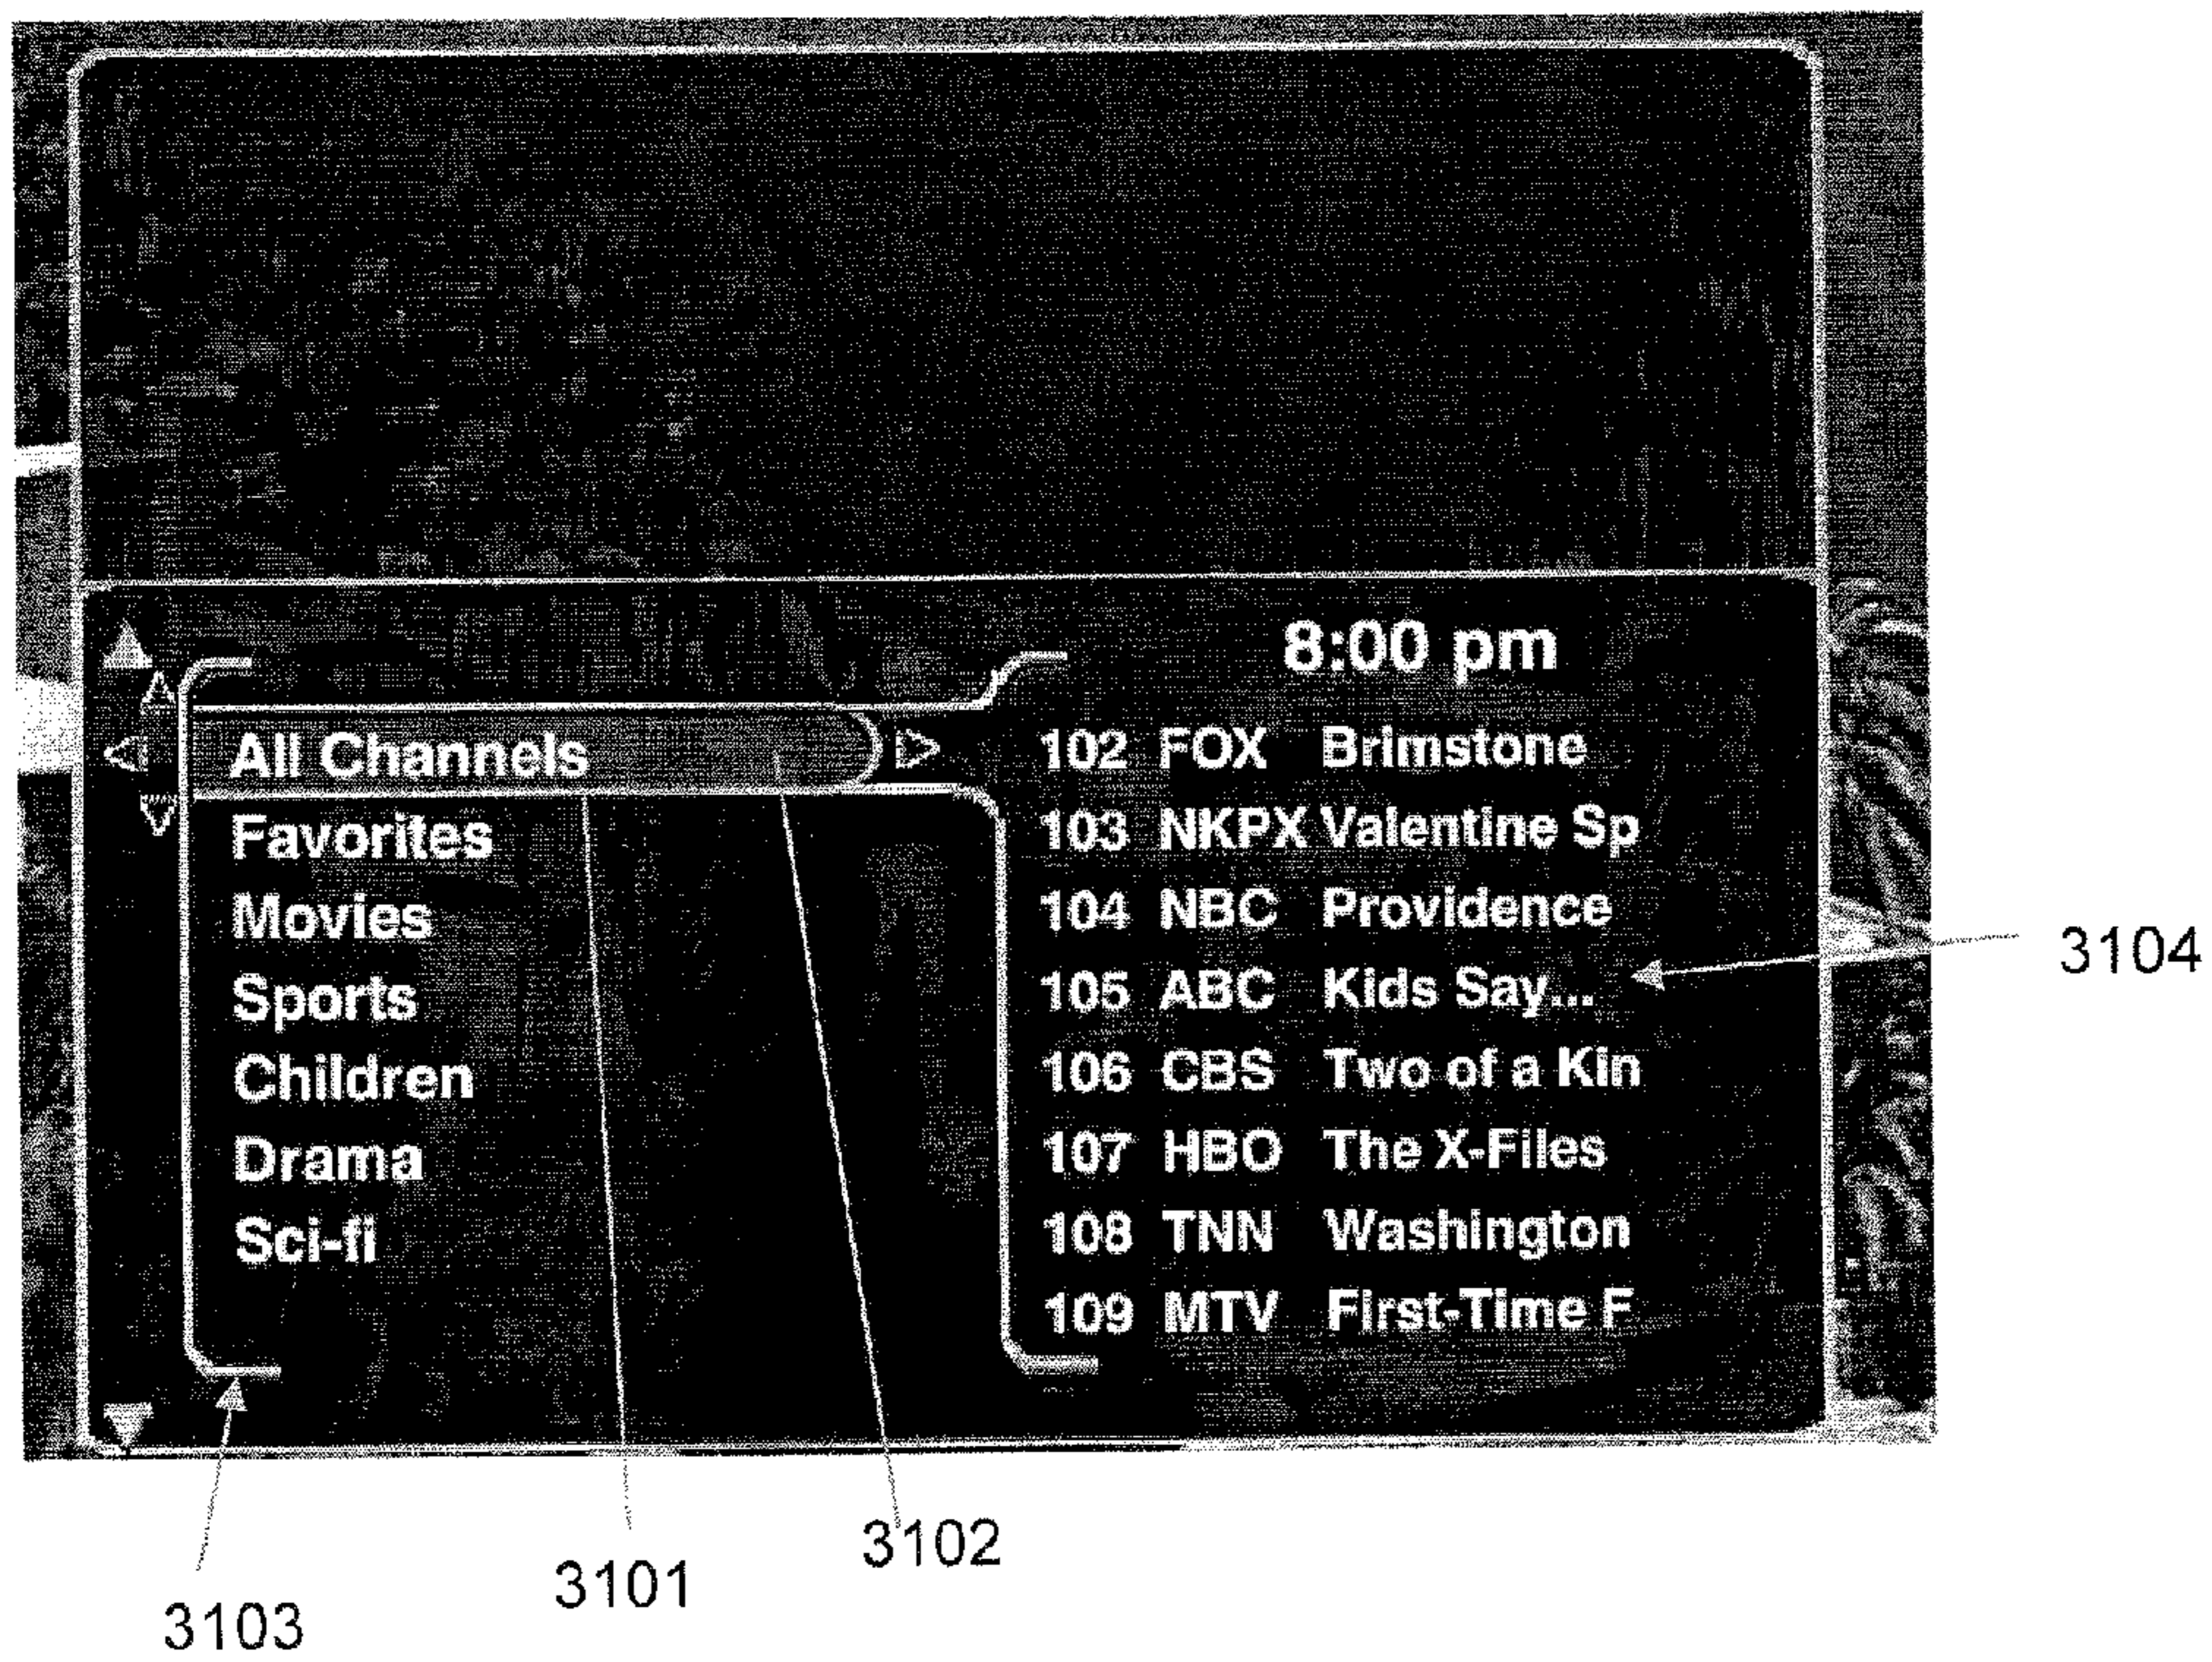 8:00 pm
All Channels
Favorites
Movies
Sports
Children
Drama
Sci-fi
102 FOX Brimstone
103 NKPX Valentine Sp
104 NBC Providence
105 ABC Kids Say...
106 CBS Two of a Kin
107 HBO The X-Files
108 TNN Washington
109 MTV First-Time F
3104
3102
3101
3103